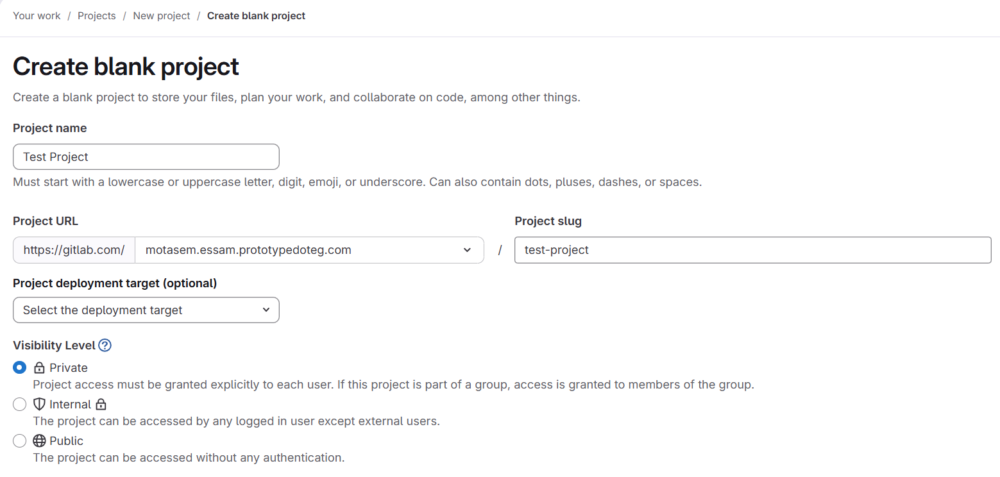 Your work / Projects / New project / Create blank project
Create blank project
Create a blank project to store your files, plan your work, and collaborate on code, among other things.
Project name
Test Project
Must start with a lowercase or uppercase letter, digit, emoji, or underscore. Can also contain dots, pluses, dashes, or spaces.
Project URL
Project slug
https://gitlab.com/ motasem.essam.prototypedoteg.com / test-project
Project deployment target (optional)
Select the deployment target
Visibility Level ?
Private
Project access must be granted explicitly to each user. If this project is part of a group, access is granted to members of the group.
Internal
The project can be accessed by any logged in user except external users.
Public
The project can be accessed without any authentication.